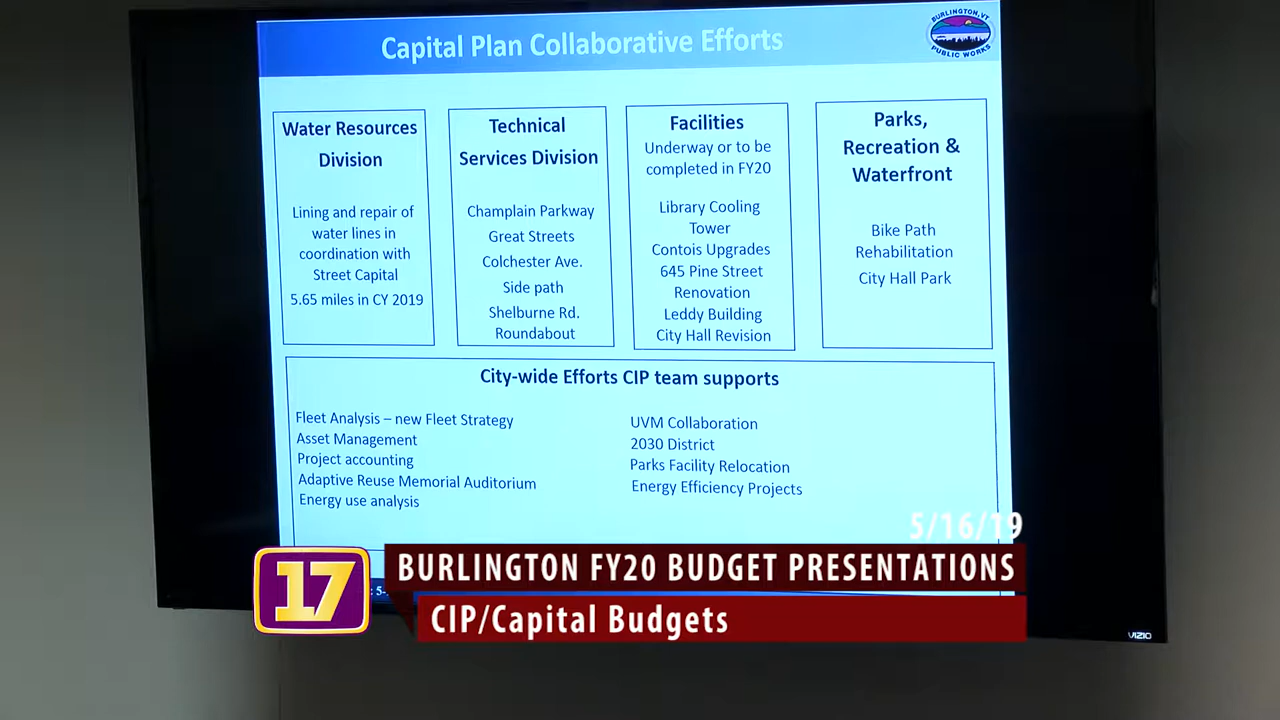 Capital Plan Collaborative Efforts
BURLINGTON, VT
PUBLIC WORKS
Water Resources
Division
Lining and repair of
water lines in
coordination with
Street Capital
5.65 miles in CY 2019
Technical
Services Division
Champlain Parkway
Great Streets
Colchester Ave.
Side path
Shelburne Rd.
Roundabout
Facilities
Underway or to be
completed in FY20
Library Cooling
Tower
Contois Upgrades
645 Pine Street
Renovation
Leddy Building
City Hall Revision
Parks,
Recreation &
Waterfront
Bike Path
Rehabilitation
City Hall Park
City-wide Efforts CIP team supports
Fleet Analysis – new Fleet Strategy
Asset Management
Project accounting
Adaptive Reuse Memorial Auditorium
Energy use analysis
UVM Collaboration
2030 District
Parks Facility Relocation
Energy Efficiency Projects
5/16/19
17
BURLINGTON FY20 BUDGET PRESENTATIONS
CIP/Capital Budgets
VIZIO